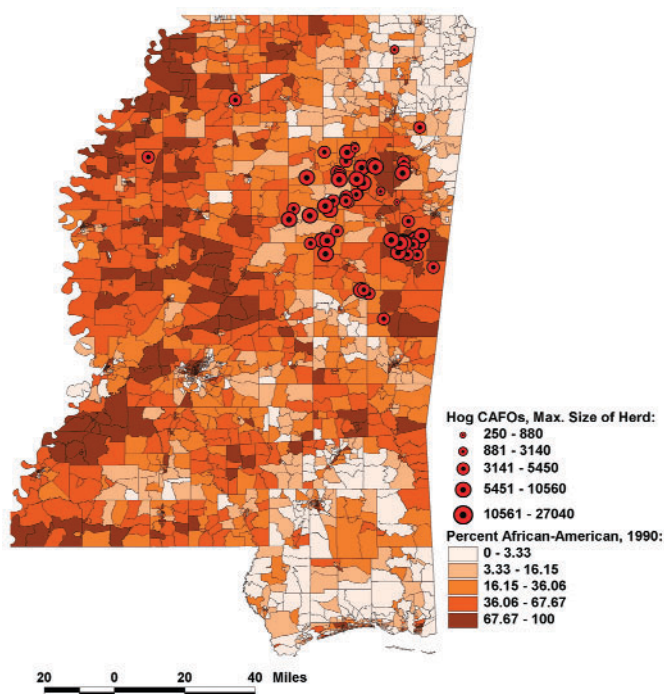 Hog CAFOs, Max. Size of Herd:
250 - 880
881 - 3140
3141 - 5450
5451 - 10560
10561 - 27040
Percent African-American, 1990:
0 - 3.33
3.33 - 16.15
16.15 - 36.06
36.06 - 67.67
67.67 - 100
20 0 20 40 Miles